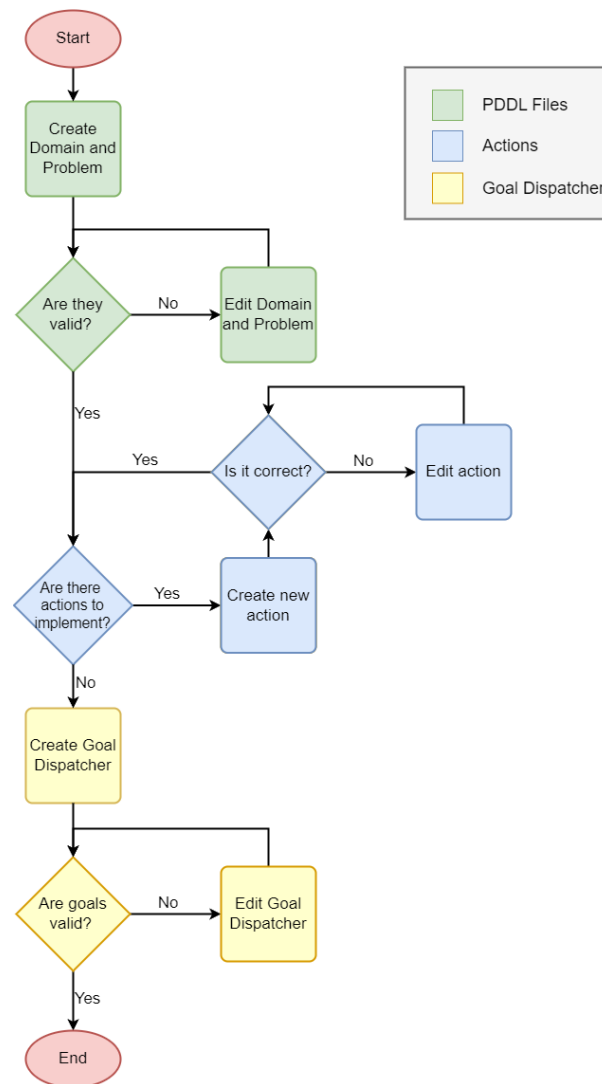 Start
PDDL Files
Create
Domain and
Problem
Actions
Goal Dispatcher
Are they
valid?
No
Edit Domain
and Problem
Yes
Is it correct?
Yes
No
Edit action
Are there
actions to
implement?
Yes
Create new
action
No
Create Goal
Dispatcher
Are goals
valid?
No
Edit Goal
Dispatcher
Yes
End